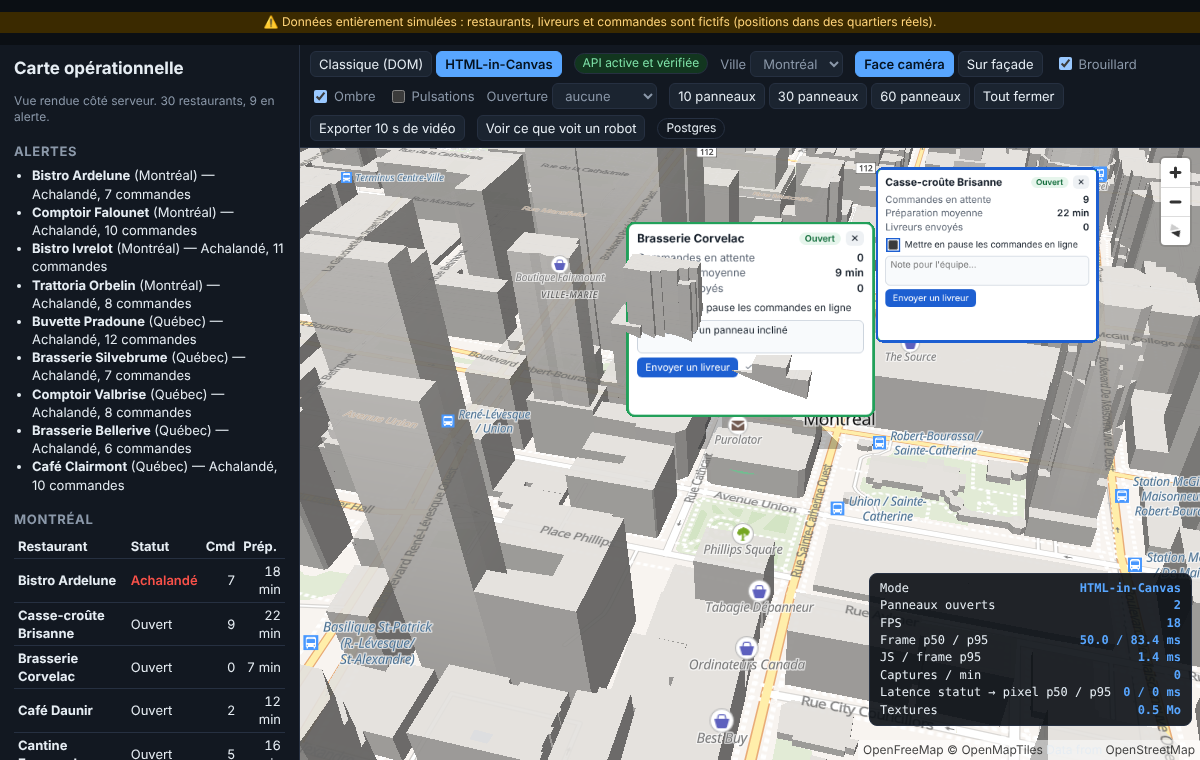 ⚠️ Données entièrement simulées : restaurants, livreurs et commandes sont fictifs (positions dans des quartiers réels).
Carte opérationnelle
Vue rendue côté serveur. 30 restaurants, 9 en
alerte.
ALERTES
Bistro Ardelune (Montréal) —
Achalandé, 7 commandes
Comptoir Falounet (Montréal) —
Achalandé, 10 commandes
Bistro Ivrelot (Montréal) — Achalandé, 11
commandes
Trattoria Orbelin (Montréal) —
Achalandé, 8 commandes
Buvette Pradoune (Québec) —
Achalandé, 12 commandes
Brasserie Silvebrume (Québec) —
Achalandé, 7 commandes
Comptoir Valbrise (Québec) —
Achalandé, 8 commandes
Brasserie Bellerive (Québec) —
Achalandé, 6 commandes
Café Clairmont (Québec) — Achalandé,
10 commandes
MONTRÉAL
Restaurant Statut Cmd Prép.
Bistro Ardelune Achalandé 7 18 min
Casse-croûte Brisanne Ouvert 9 22 min
Brasserie Corvelac Ouvert 0 7 min
Café Daunir Ouvert 2 12 min
Cantine Ouvert 5 16
Classique (DOM) HTML-in-Canvas API active et vérifiée Ville Montréal Face caméra Sur façade Brouillard
Ombre Pulsations Ouverture aucune 10 panneaux 30 panneaux 60 panneaux Tout fermer
Exporter 10 s de vidéo Voir ce que voit un robot Postgres
112
112
Terminus Centre-Ville
Boutique Fairmount
VILLE-MARIE
Brasserie Corvelac Ouvert ×
en attente 0
moyenne 9 min
0
pause les commandes en ligne
un panneau incliné
Envoyer un livreur
Casse-croûte Brisanne Ouvert ×
Commandes en attente 9
Préparation moyenne 22 min
Livreurs envoyés 0
Mettre en pause les commandes en ligne
Note pour l'équipe...
Envoyer un livreur
The Source
Montréal
Purolator
René-Lévesque
/ Union
Robert-Bourassa /
Sainte-Catherine
Union / Sainte-
Catherine
Avenue Union
Rue Cathcart
Rue Sainte-Catherine Ouest
Place Phillips
Phillips Square
Tabagie Dépanneur
Ordinateurs Canada
Best Buy
Rue City
Basilique St-Patrick
(R.-Lévesque/
St-Alexandre)
Mode HTML-in-Canvas
Panneaux ouverts 2
FPS 18
Frame p50 / p95 50.0 / 83.4 ms
JS / frame p95 1.4 ms
Captures / min 0
Latence statut → pixel p50 / p95 0 / 0 ms
Textures 0.5 Mo
OpenFreeMap © OpenMapTiles OpenStreetMap